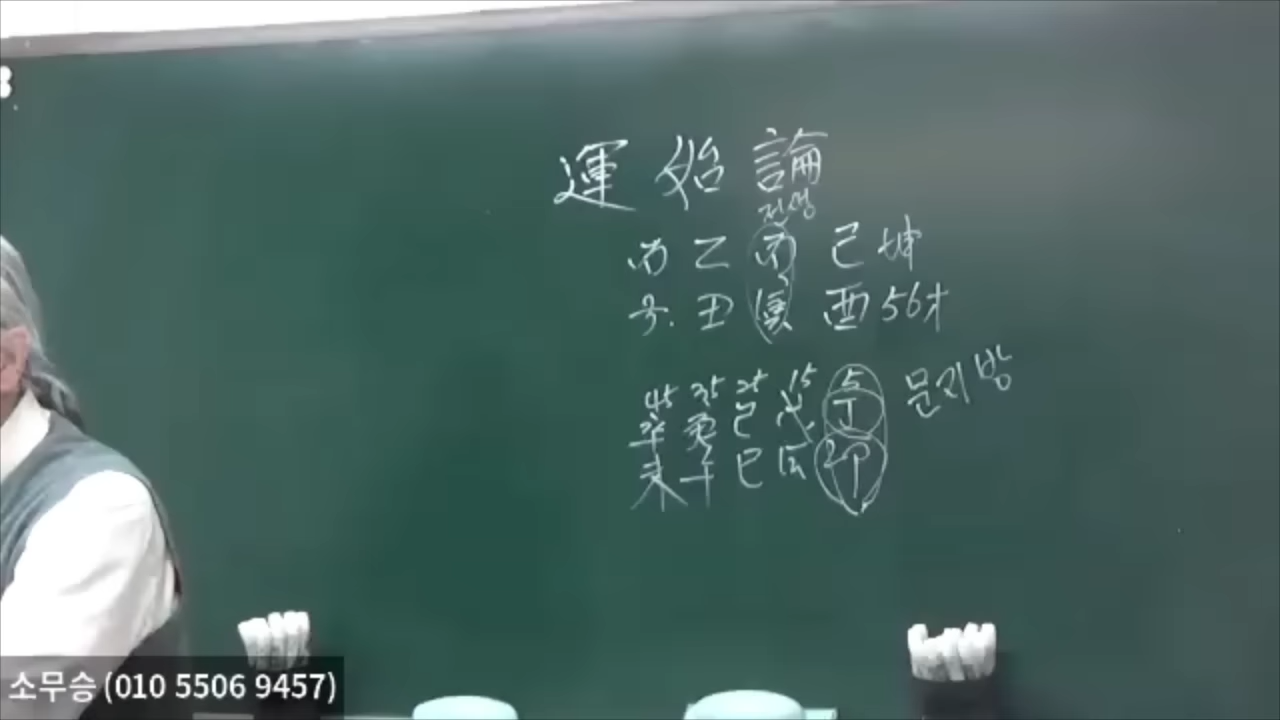 運 始 論
전생
丙 乙 丙 己 坤
子. 丑 寅 酉 56才
45 35 25 15 5
辛 庚 己 戊 丁 문지방
未 午 巳 辰 卯
소무승 (010 5506 9457)